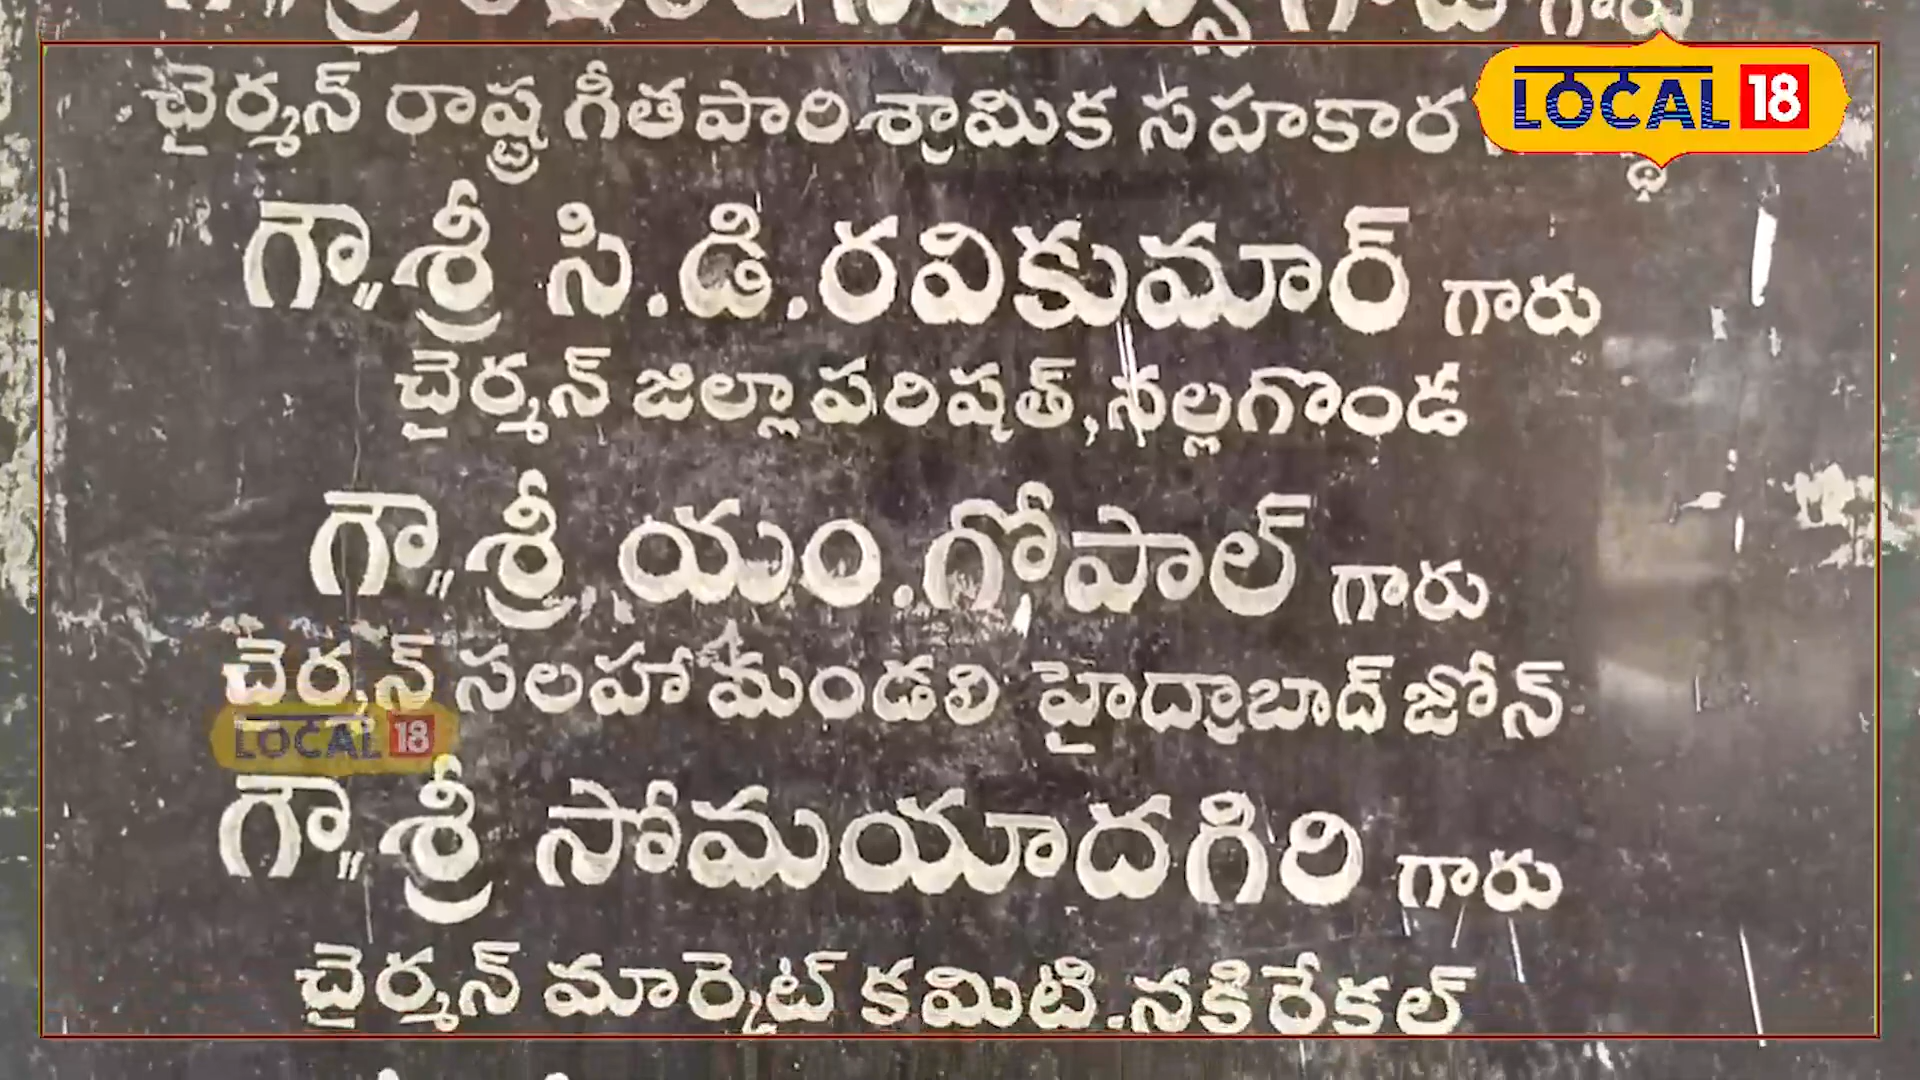 గారు
ఛైర్మన్ రాష్ట్ర గీతపారిశ్రామిక సహకార
LOCAL 18
గౌ॥శ్రీ సి.డి.రవికుమార్ గారు
చైర్మన్ జిల్లా పరిషత్,నల్లగొండ
గౌ॥శ్రీ యం.గోపాల్ గారు
చైర్మన్ సలహా మండలి హైద్రాబాద్ జోన్
LOCAL 18
గౌ॥శ్రీ సోమయాదగిరి గారు
చైర్మన్ మార్కెట్ కమిటి.నకిరేకల్